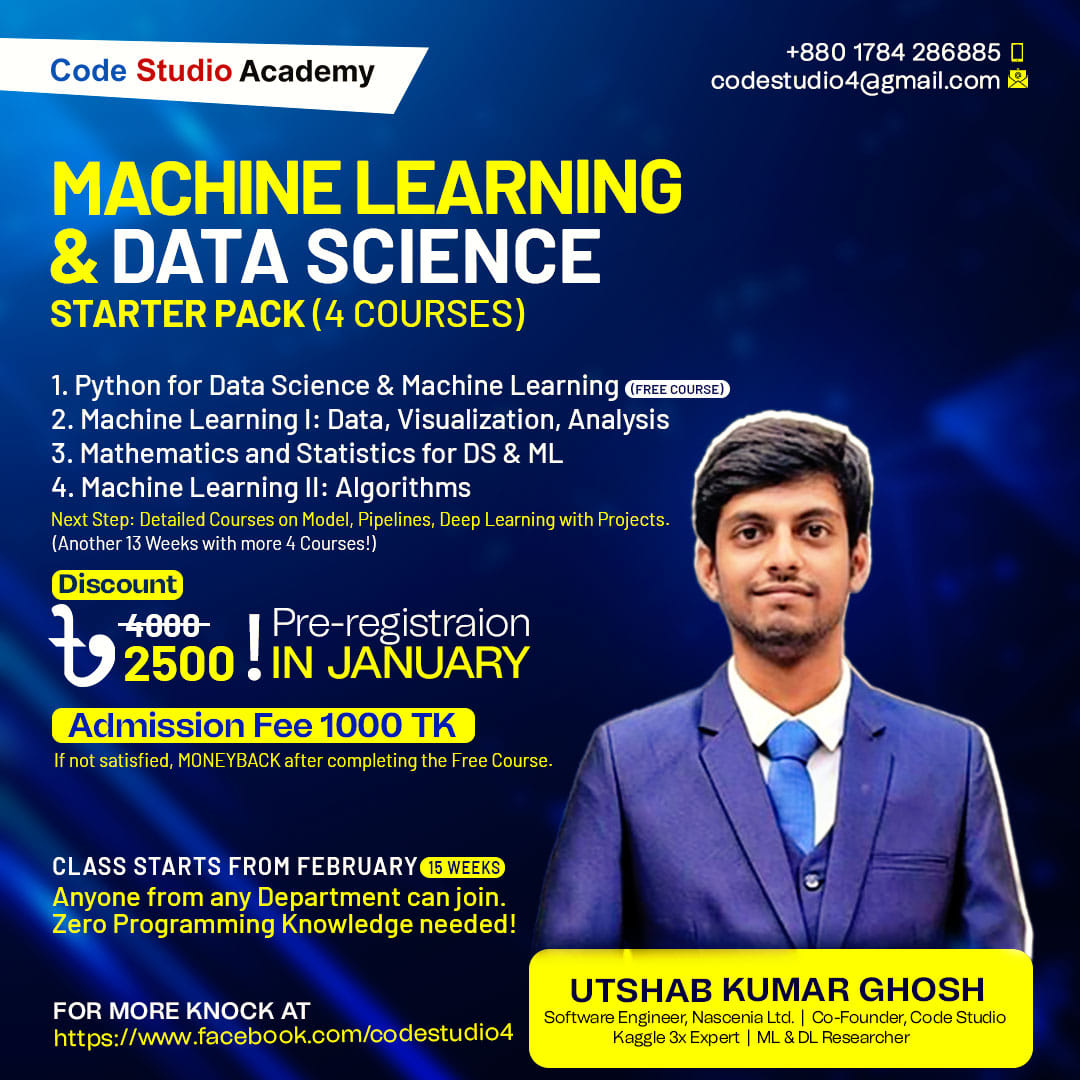 Code Studio Academy
+880 1784 286885
codestudio4@gmail.com
MACHINE LEARNING
& DATA SCIENCE
STARTER PACK (4 COURSES)
1. Python for Data Science & Machine Learning (FREE COURSE)
2. Machine Learning I: Data, Visualization, Analysis
3. Mathematics and Statistics for DS & ML
4. Machine Learning II: Algorithms
Next Step: Detailed Courses on Model, Pipelines, Deep Learning with Projects.
(Another 13 Weeks with more 4 Courses!)
Discount
৳ 4000 ! Pre-registraion
2500 IN JANUARY
Admission Fee 1000 TK
If not satisfied, MONEYBACK after completing the Free Course.
CLASS STARTS FROM FEBRUARY 15 WEEKS
Anyone from any Department can join.
Zero Programming Knowledge needed!
FOR MORE KNOCK AT
https://www.facebook.com/codestudio4
UTSHAB KUMAR GHOSH
Software Engineer, Nascenia Ltd. | Co-Founder, Code Studio
Kaggle 3x Expert | ML & DL Researcher